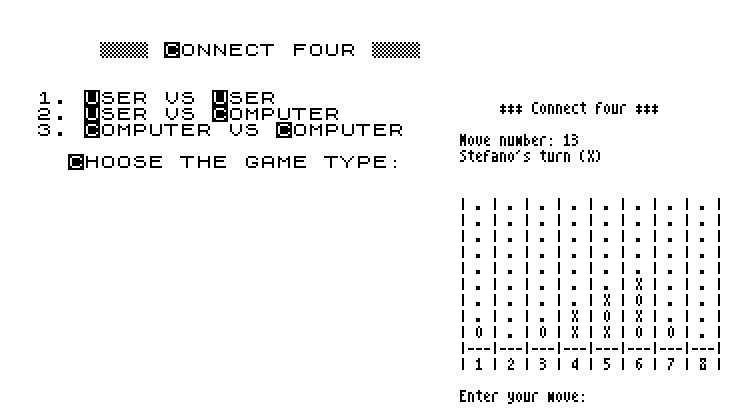 CONNECT FOUR
1. USER VS USER
2. USER VS COMPUTER
3. COMPUTER VS COMPUTER
CHOOSE THE GAME TYPE:
*** Connect four ***
Move number: 13
Stefano's turn (X)
| . | . | . | . | . | . | . | . |
| . | . | . | . | . | . | . | . |
| . | . | . | . | . | . | . | . |
| . | . | . | . | . | . | . | . |
| . | . | . | . | . | . | . | . |
| . | . | . | . | . | X | . | . |
| . | . | . | . | X | O | . | . |
| . | . | . | X | O | X | . | . |
| O | . | O | X | X | O | O | . |
|---|---|---|---|---|---|---|---|
| 1 | 2 | 3 | 4 | 5 | 6 | 7 | 8 |
Enter your move: